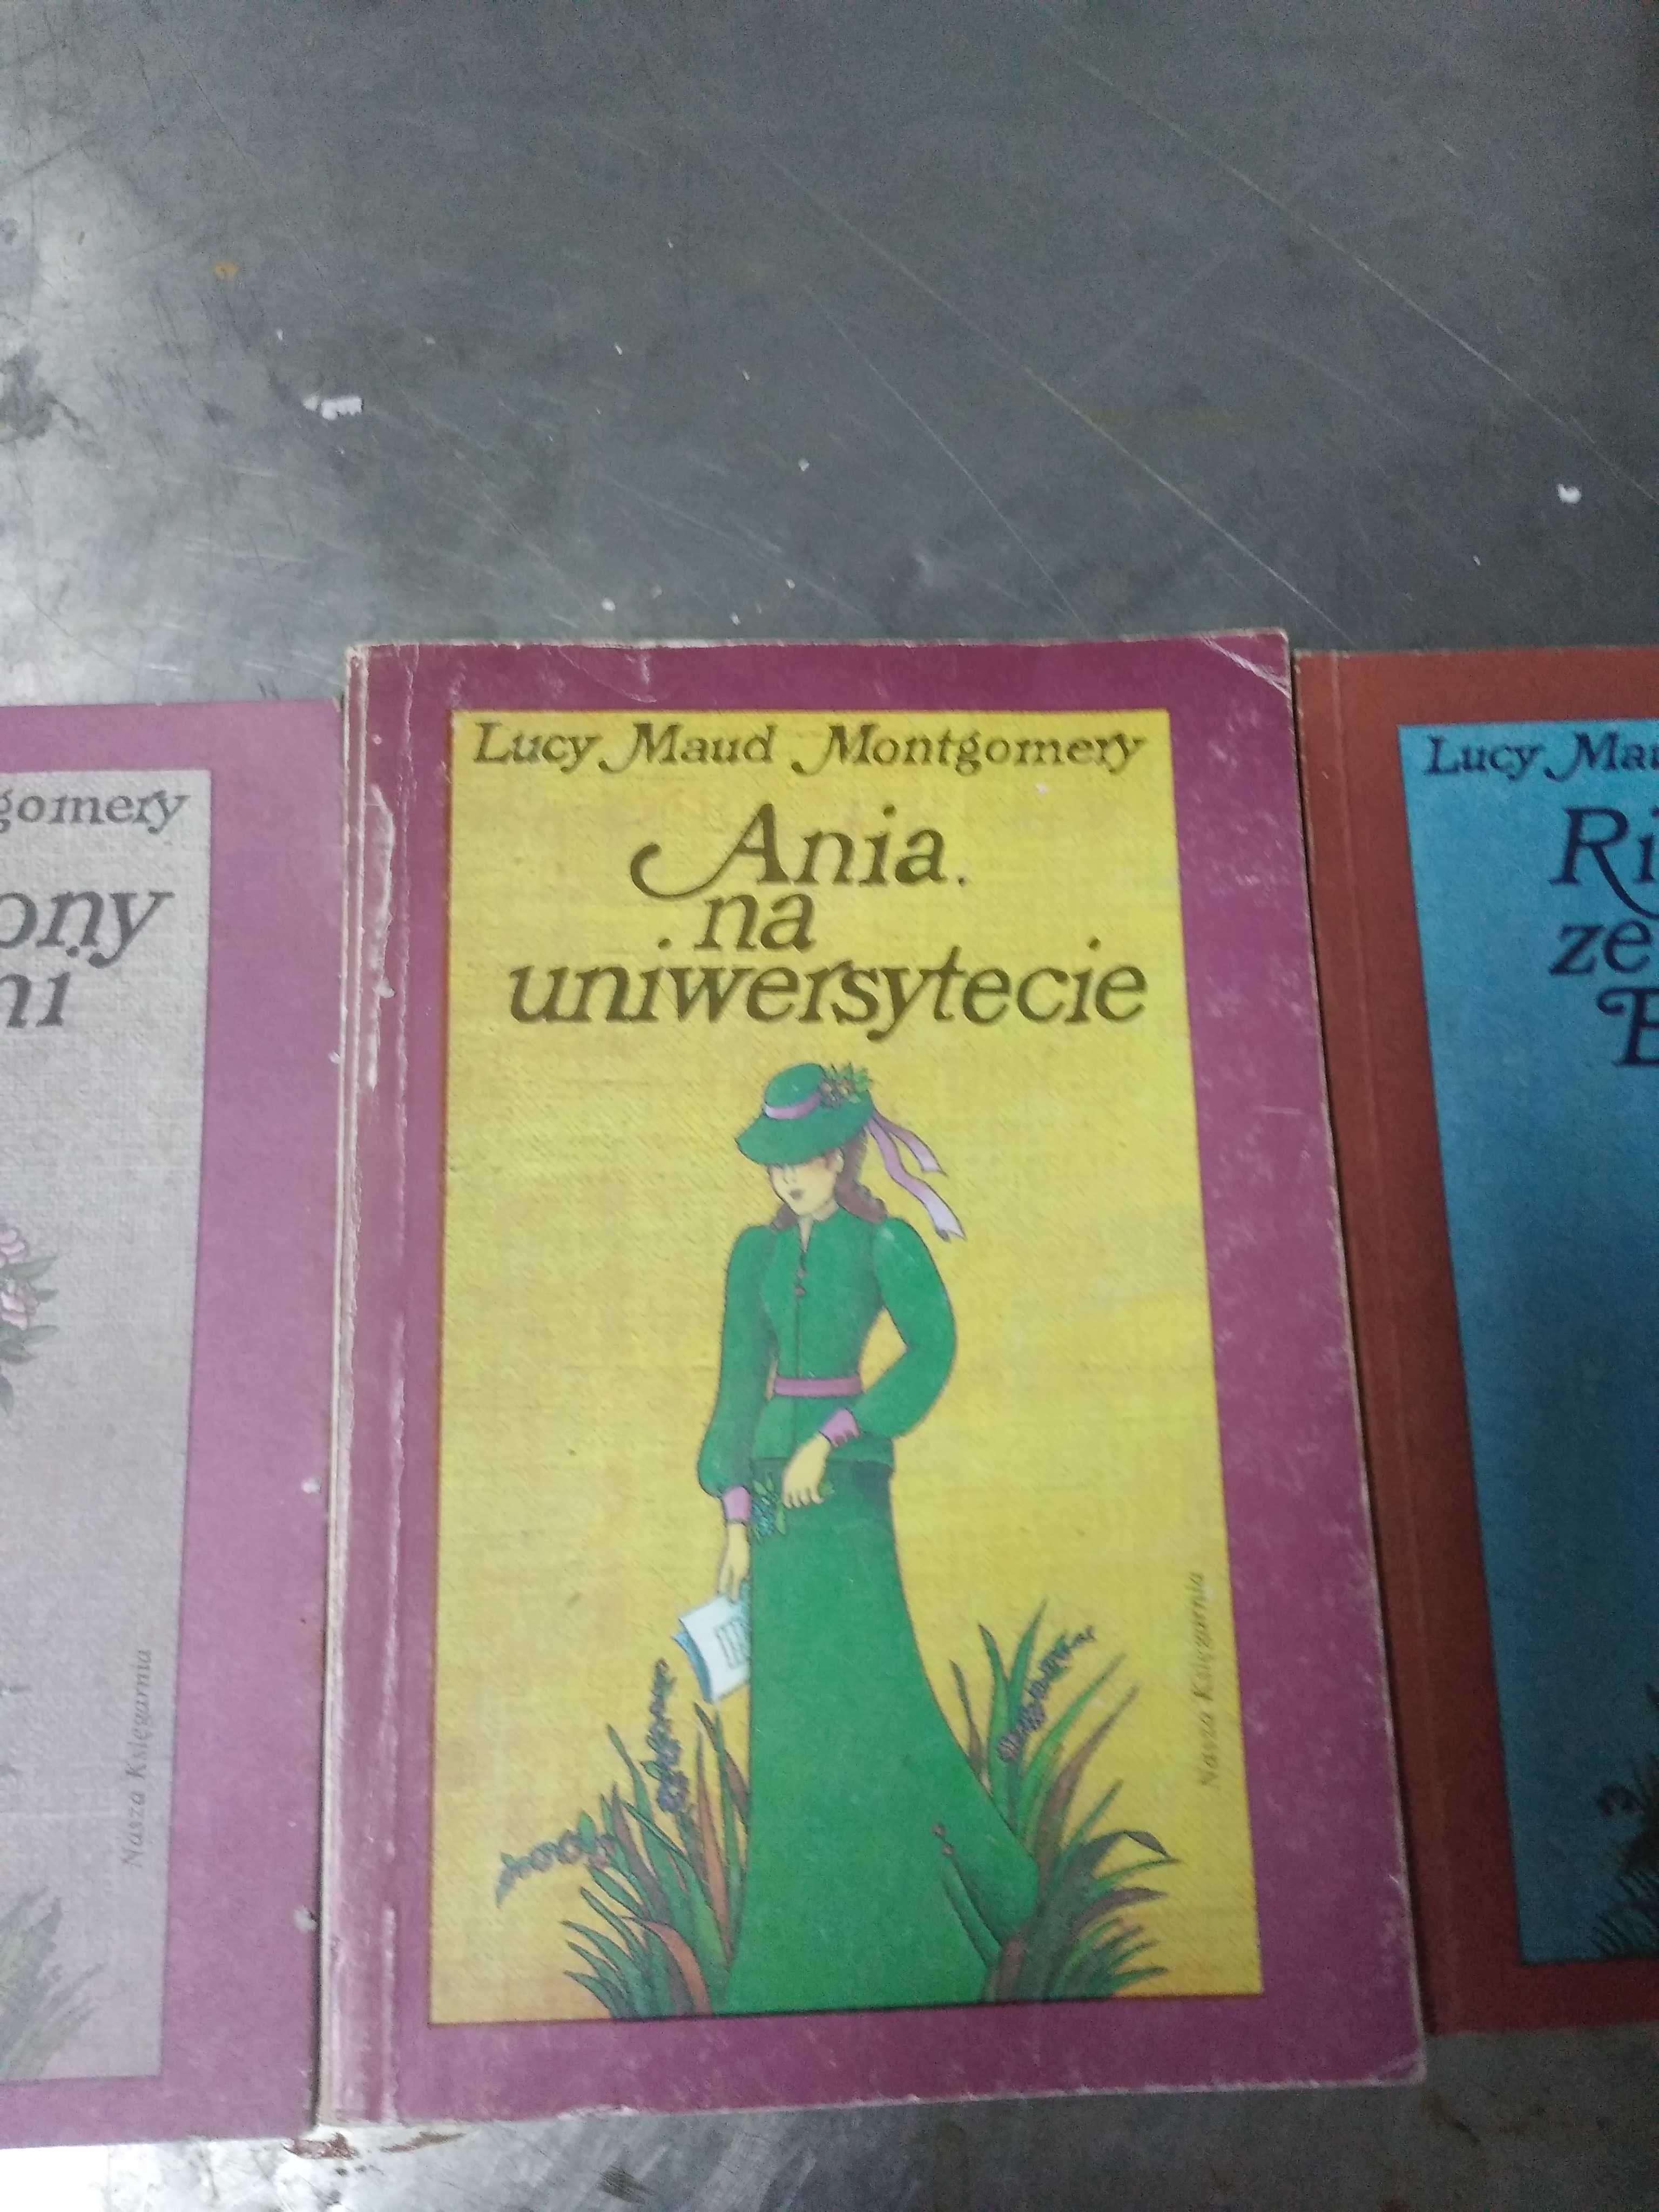 gomery
ony
ni
Nasza Księgarnia
Lucy Maud Montgomery
Ania
na
uniwersytecie
Nasza Księgarnia
Lucy Mau
Ri
ze
B